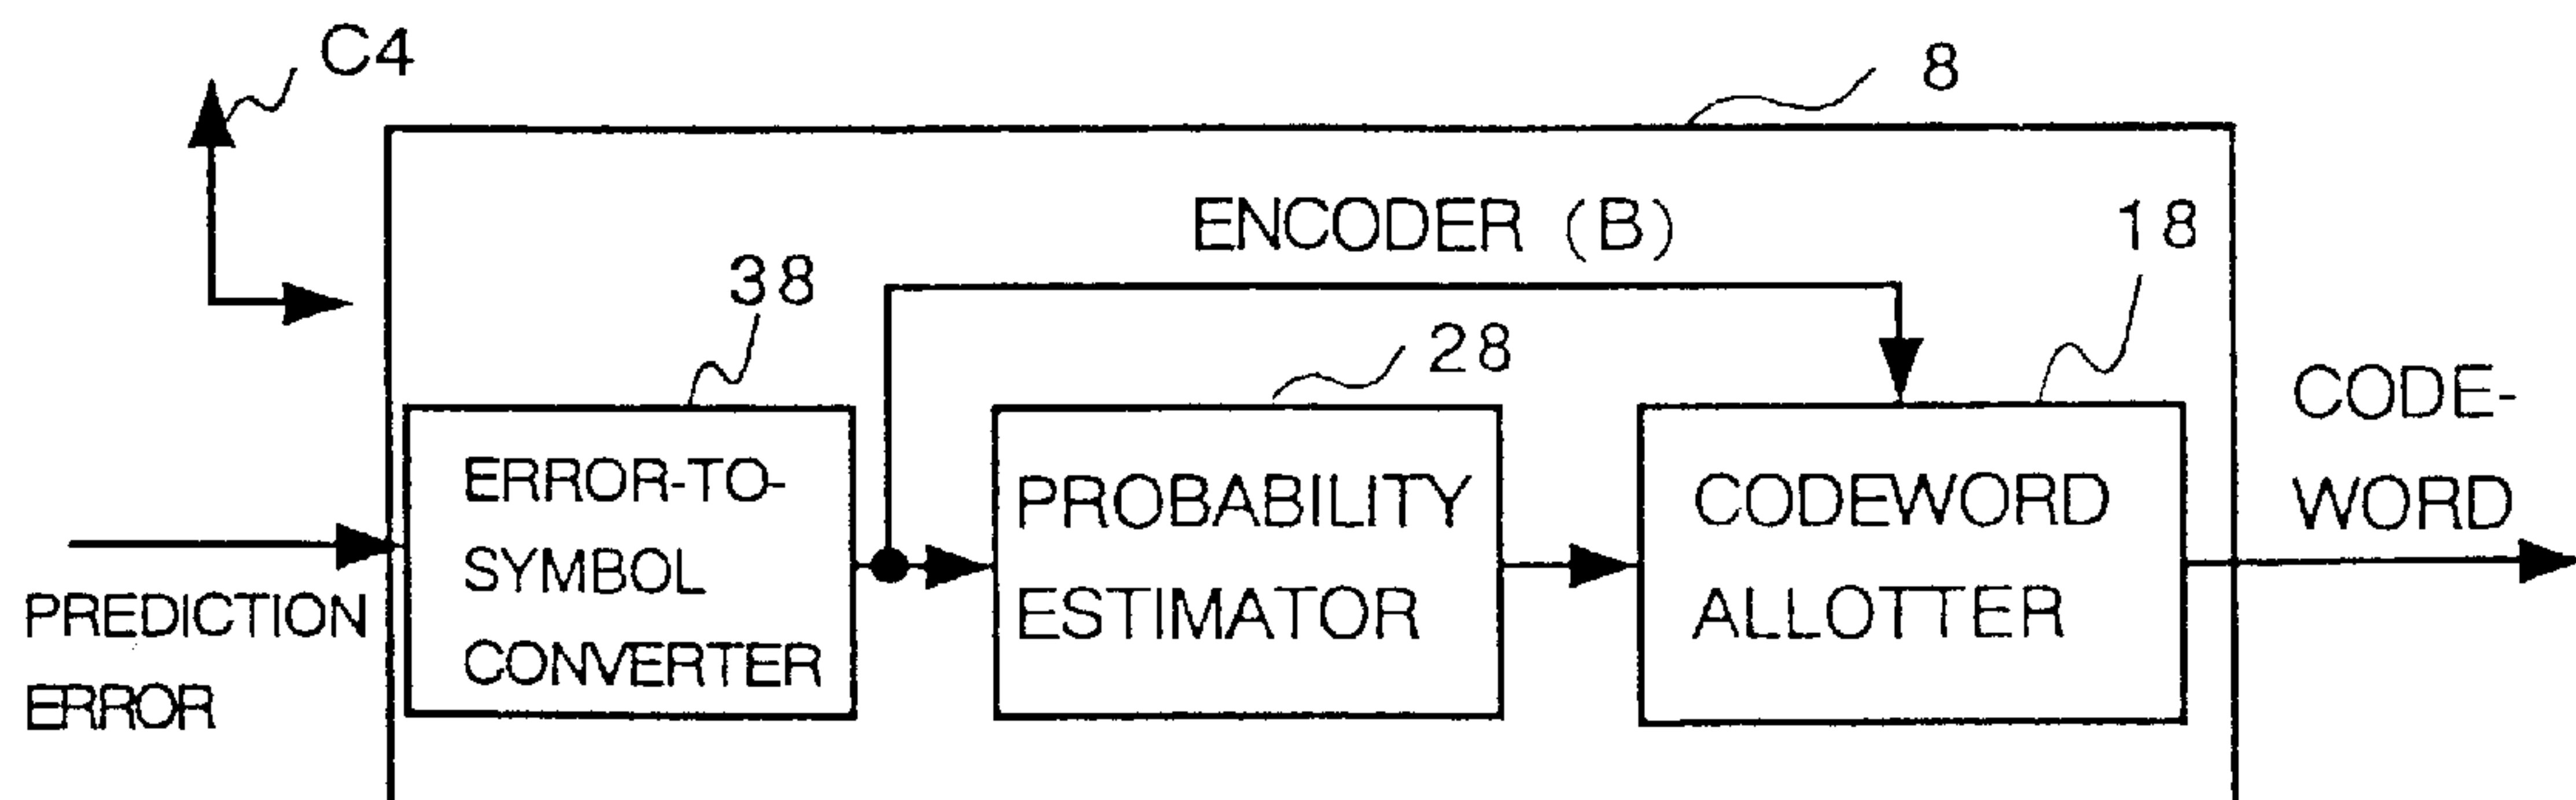 C4
8
ENCODER (B)
18
38
28
ERROR-TO-
SYMBOL
CONVERTER
PROBABILITY
ESTIMATOR
CODEWORD
ALLOTTER
CODE-
WORD
PREDICTION
ERROR